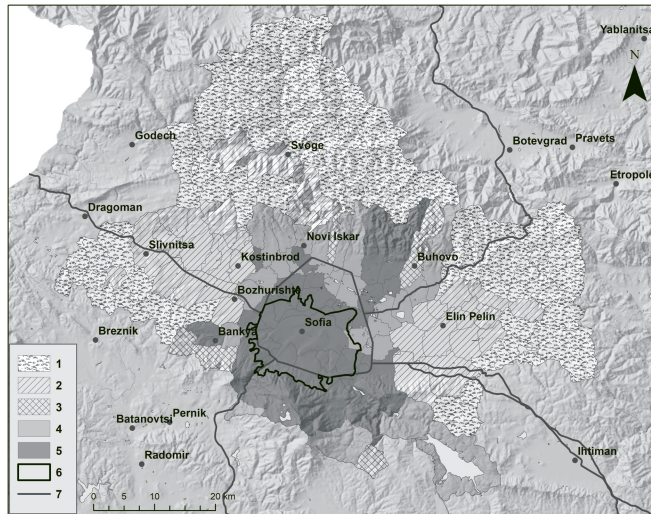 Yablanitsa
N
Godech
Svoge
Botevgrad
Pravets
Etropole
Dragoman
Novi Iskar
Slivnitsa
Kostinbrod
Buhovo
Bozhurishte
Sofia
Elin Pelin
Breznik
Bankya
1
2
3
4
5
6
7
Batanovtsi
Pernik
Radomir
Ihtiman
0 5 10 20 km